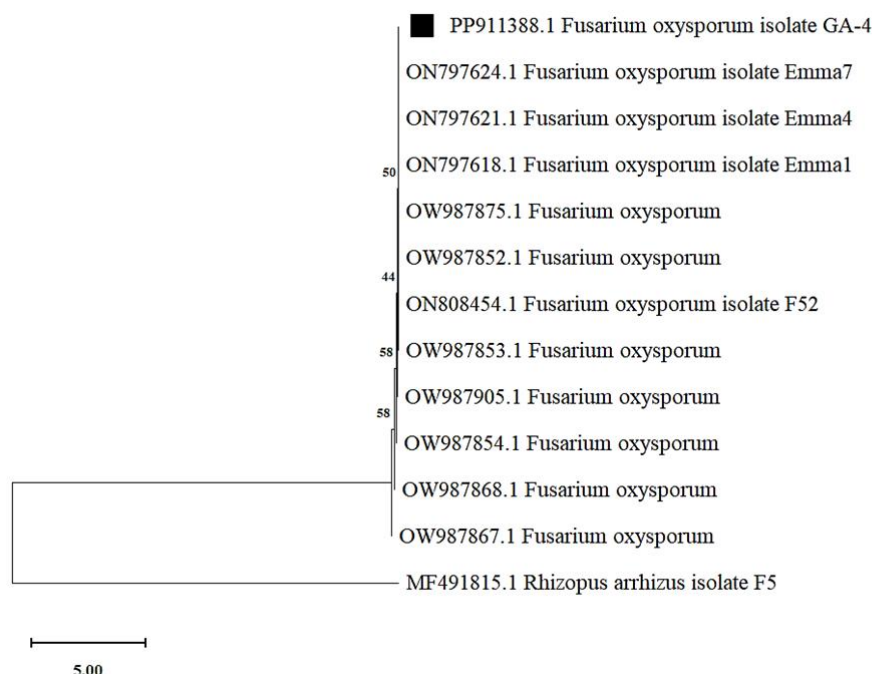 PP911388.1 Fusarium oxysporum isolate GA-4
ON797624.1 Fusarium oxysporum isolate Emma7
ON797621.1 Fusarium oxysporum isolate Emma4
ON797618.1 Fusarium oxysporum isolate Emma1
50
OW987875.1 Fusarium oxysporum
OW987852.1 Fusarium oxysporum
44
ON808454.1 Fusarium oxysporum isolate F52
OW987853.1 Fusarium oxysporum
58
OW987905.1 Fusarium oxysporum
58
OW987854.1 Fusarium oxysporum
OW987868.1 Fusarium oxysporum
OW987867.1 Fusarium oxysporum
MF491815.1 Rhizopus arrhizus isolate F5
5.00